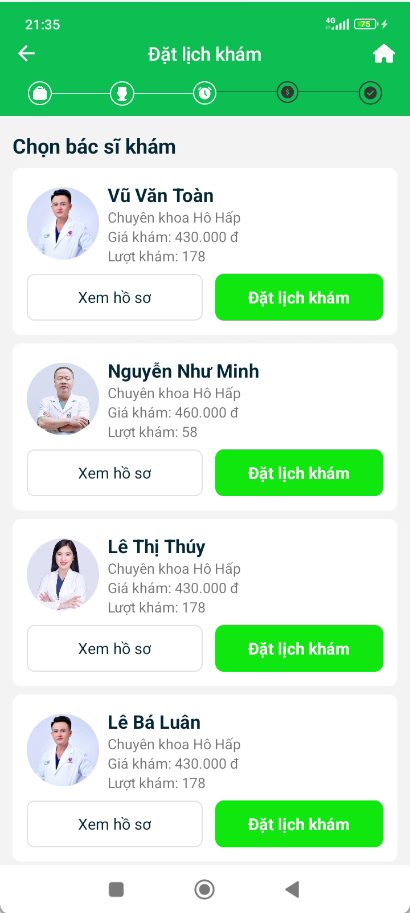 21:35
4G
75
Đặt lịch khám
Chọn bác sĩ khám
Vũ Văn Toàn
Chuyên khoa Hô Hấp
Giá khám: 430.000 đ
Lượt khám: 178
Xem hồ sơ
Đặt lịch khám
Nguyễn Như Minh
Chuyên khoa Hô Hấp
Giá khám: 460.000 đ
Lượt khám: 58
Xem hồ sơ
Đặt lịch khám
Lê Thị Thúy
Chuyên khoa Hô Hấp
Giá khám: 430.000 đ
Lượt khám: 178
Xem hồ sơ
Đặt lịch khám
Lê Bá Luân
Chuyên khoa Hô Hấp
Giá khám: 430.000 đ
Lượt khám: 178
Xem hồ sơ
Đặt lịch khám